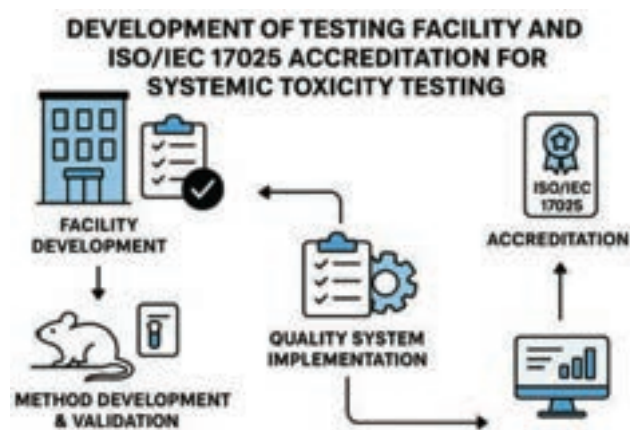 DEVELOPMENT OF TESTING FACILITY AND
ISO/IEC 17025 ACCREDITATION FOR
SYSTEMIC TOXICITY TESTING
FACILITY
DEVELOPMENT
METHOD DEVELOPMENT
& VALIDATION
QUALITY SYSTEM
IMPLEMENTATION
ISO/IEC
17025
ACCREDITATION